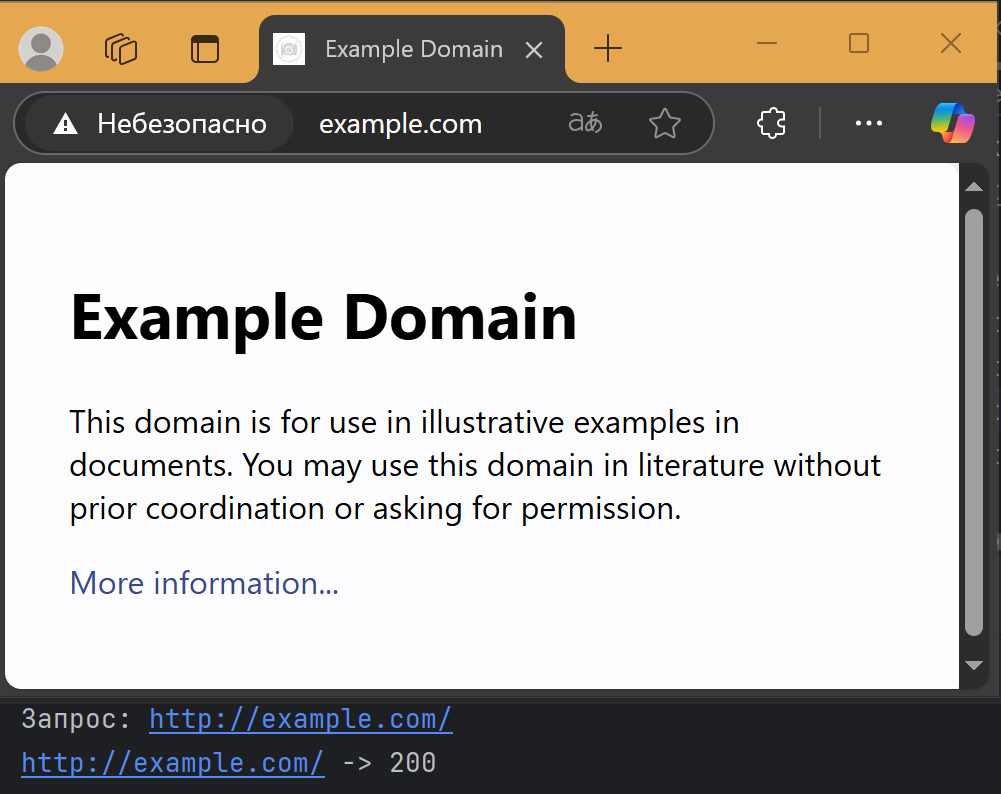 Example Domain
Небезопасно example.com aあ
Example Domain
This domain is for use in illustrative examples in
documents. You may use this domain in literature without
prior coordination or asking for permission.
More information...
Запрос: http://example.com/
http://example.com/ -> 200